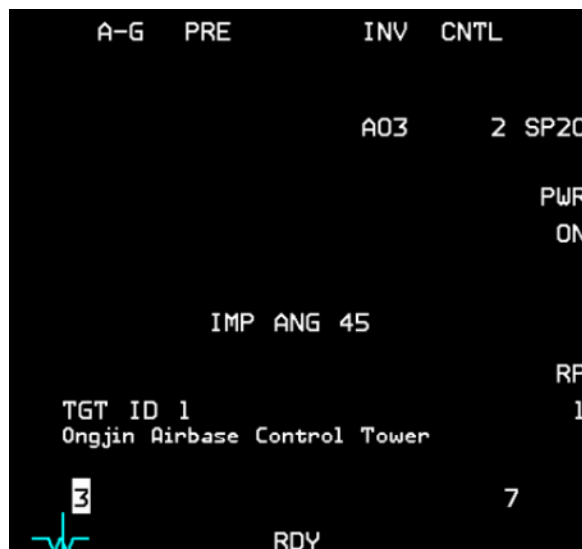 A-G PRE INV CNTL
A03 2 SP20
PWR
ON
IMP ANG 45
RP
TGT ID 1 1
Ongjin Airbase Control Tower
3 7
RDY